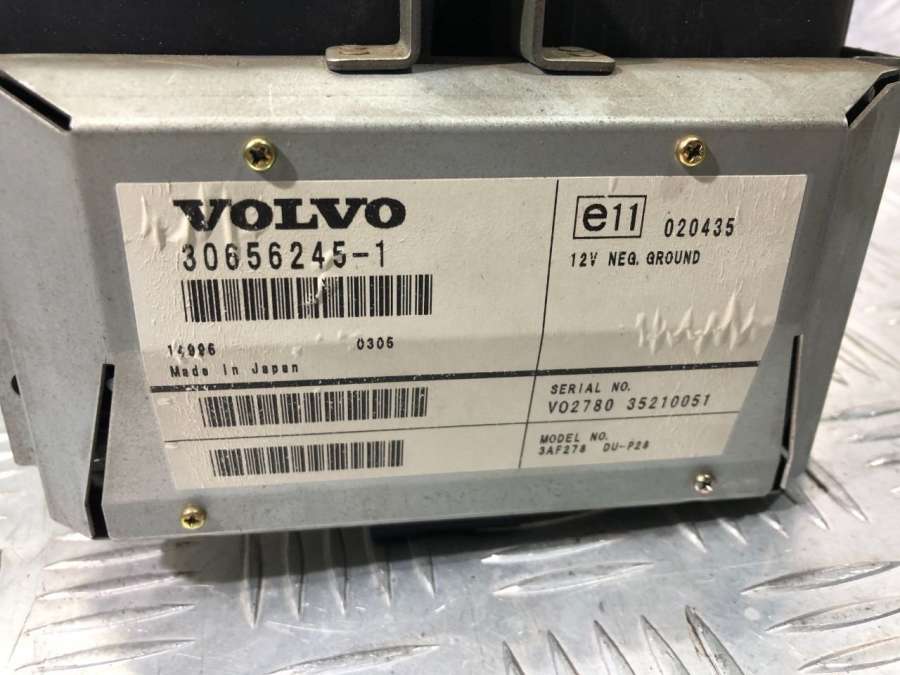 VOLVO
30656245-1
14996 0305
Made in Japan
e11 020435
12V NEG. GROUND
SERIAL NO.
VO2780 35210051
MODEL NO.
3AF278 DU-P28